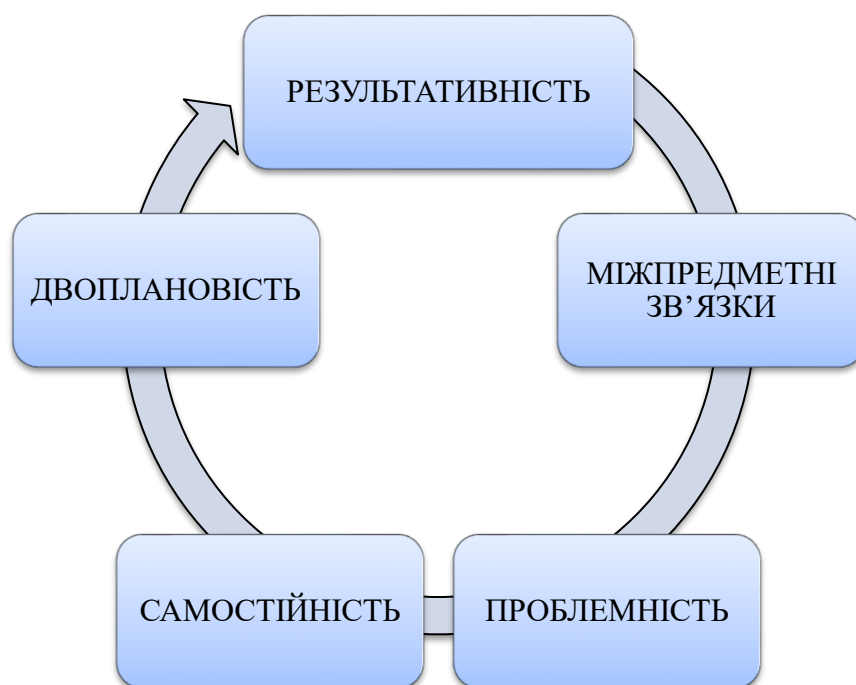 РЕЗУЛЬТАТИВНІСТЬ
МІЖПРЕДМЕТНІ
ЗВ’ЯЗКИ
ПРОБЛЕМНІСТЬ
САМОСТІЙНІСТЬ
ДВОПЛАНОВІСТЬ